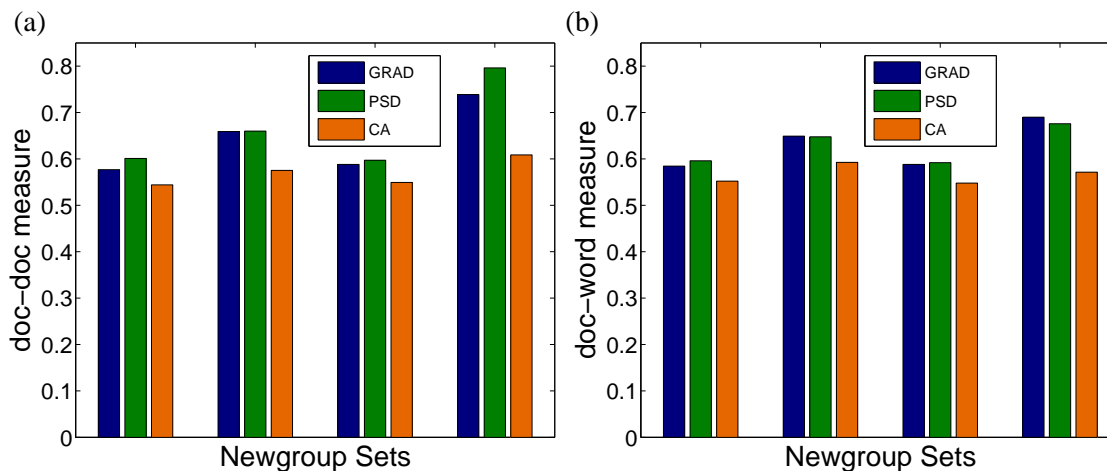 (a)
doc-doc measure
0.8
0.7
0.6
0.5
0.4
0.3
0.2
0.1
0
GRAD
PSD
CA
Newgroup Sets
(b)
doc-word measure
0.8
0.7
0.6
0.5
0.4
0.3
0.2
0.1
0
GRAD
PSD
CA
Newgroup Sets